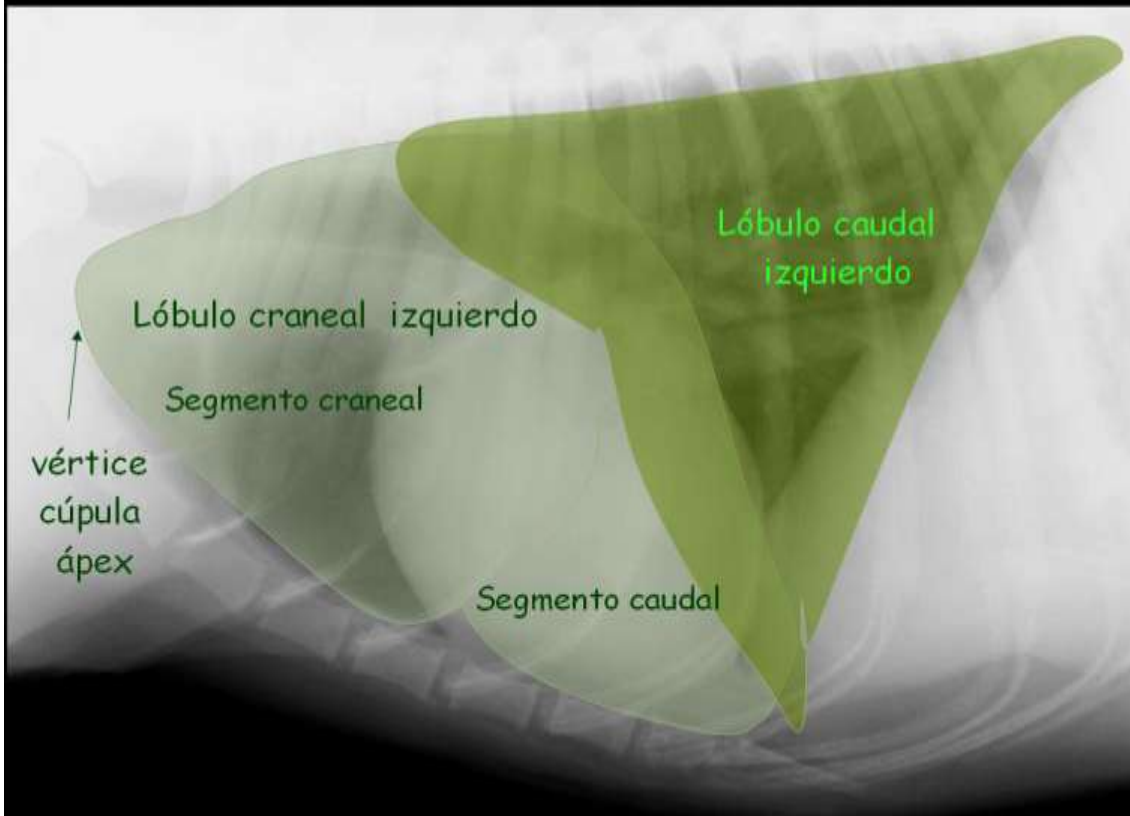 Lóbulo caudal
izquierdo
Lóbulo craneal izquierdo
Segmento craneal
vértice
cúpula
ápex
Segmento caudal